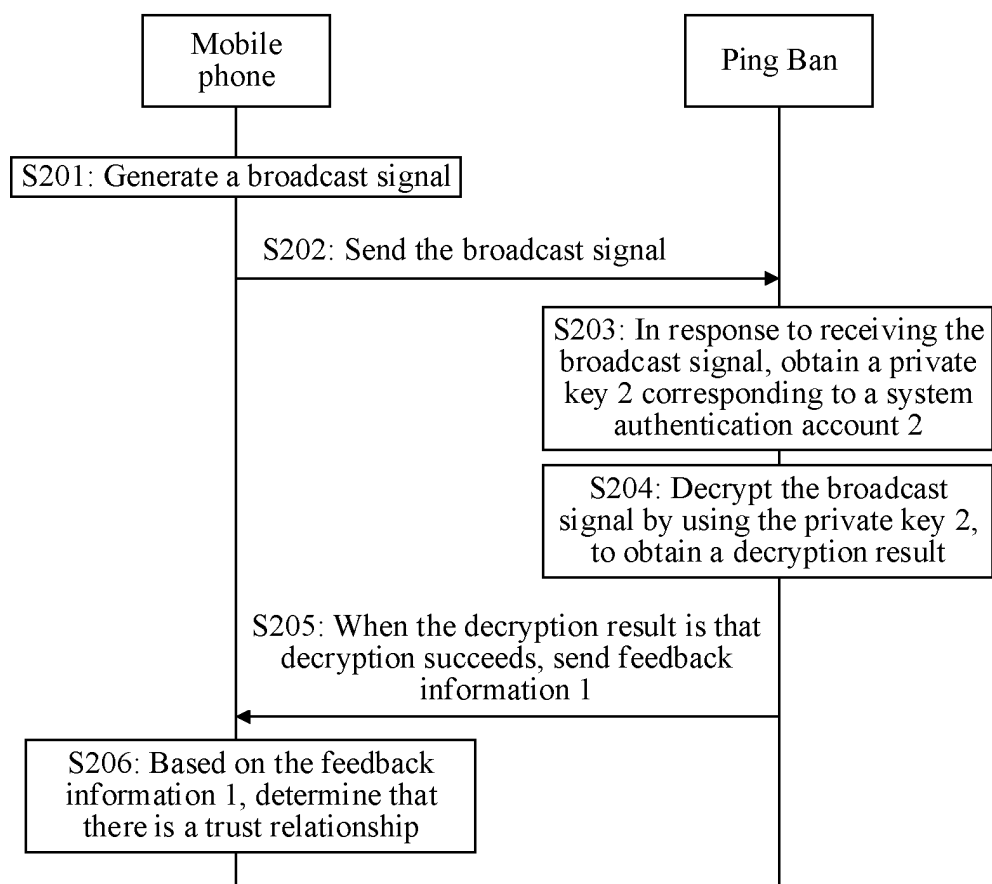 Mobile
phone
Ping Ban
S201: Generate a broadcast signal
S202: Send the broadcast signal
S203: In response to receiving the
broadcast signal, obtain a private
key 2 corresponding to a system
authentication account 2
S204: Decrypt the broadcast
signal by using the private key 2,
to obtain a decryption result
S205: When the decryption result is that
decryption succeeds, send feedback
information 1
S206: Based on the feedback
information 1, determine that
there is a trust relationship